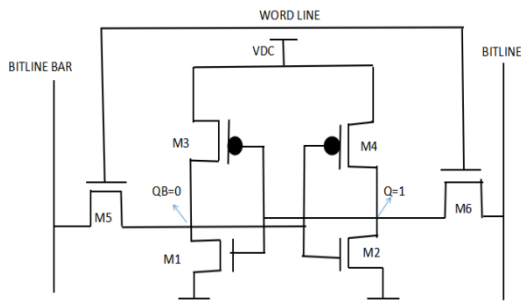 WORD LINE
VDC
BITLINE
BITLINE BAR
M3
M4
QB=0
Q=1
M5
M6
M1
M2